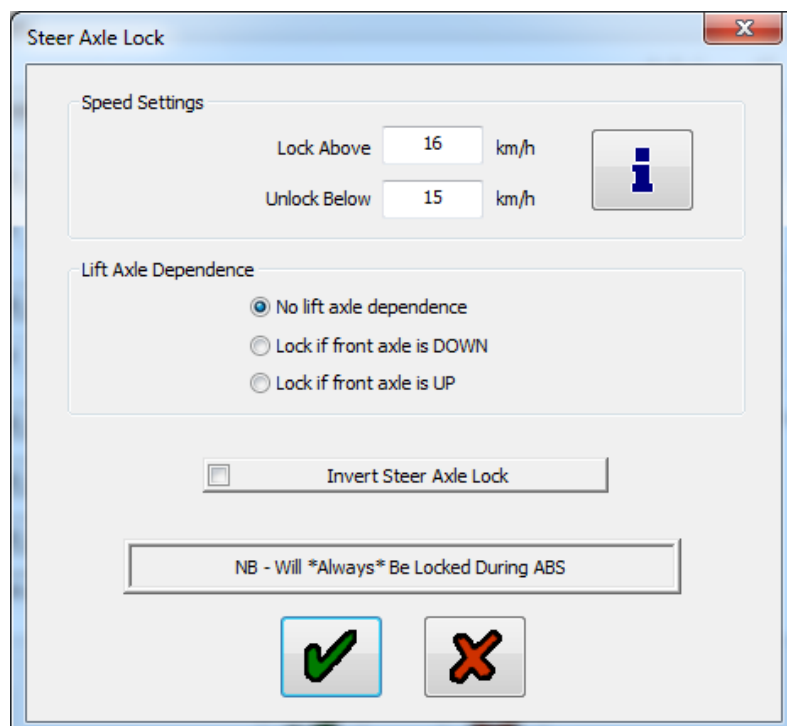 Steer Axle Lock
Speed Settings
Lock Above 16 km/h
Unlock Below 15 km/h
Lift Axle Dependence
No lift axle dependence
Lock if front axle is DOWN
Lock if front axle is UP
Invert Steer Axle Lock
NB - Will *Always* Be Locked During ABS